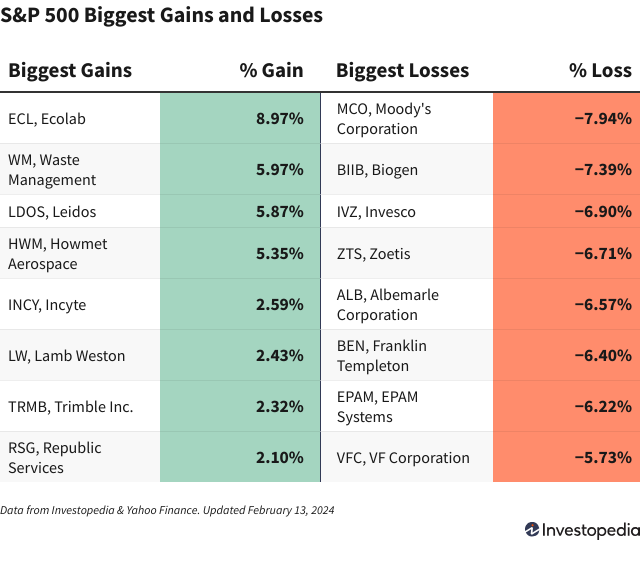 S&P 500 Biggest Gains and Losses
Biggest Gains % Gain Biggest Losses % Loss
ECL, Ecolab 8.97% MCO, Moody's
Corporation −7.94%
WM, Waste
Management 5.97% BIIB, Biogen −7.39%
LDOS, Leidos 5.87% IVZ, Invesco −6.90%
HWM, Howmet
Aerospace 5.35% ZTS, Zoetis −6.71%
INCY, Incyte 2.59% ALB, Albemarle
Corporation −6.57%
LW, Lamb Weston 2.43% BEN, Franklin
Templeton −6.40%
TRMB, Trimble Inc. 2.32% EPAM, EPAM
Systems −6.22%
RSG, Republic
Services 2.10% VFC, VF Corporation −5.73%
Data from Investopedia & Yahoo Finance. Updated February 13, 2024
Investopedia